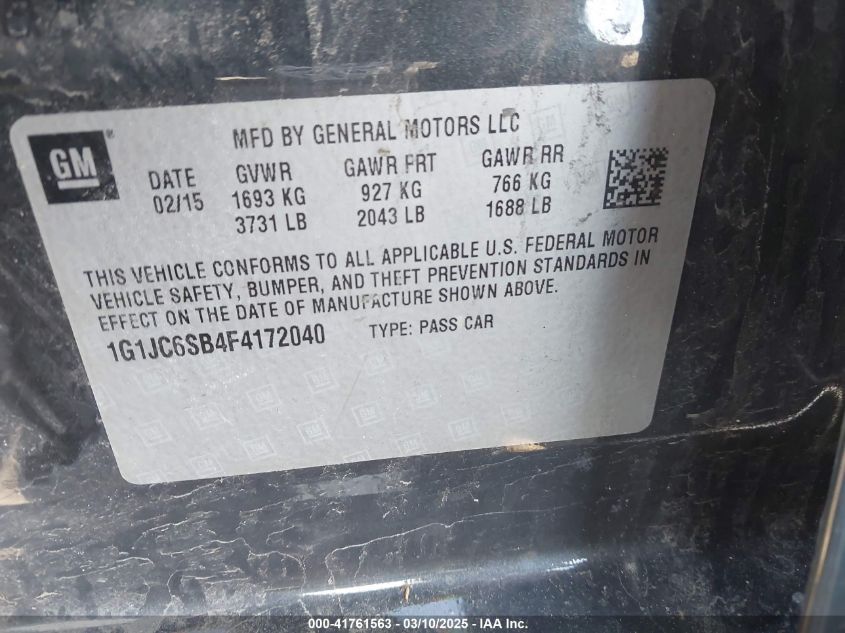 GM
MFD BY GENERAL MOTORS LLC
DATE GVWR GAWR FRT GAWR RR
02/15 1693 KG 927 KG 766 KG
3731 LB 2043 LB 1688 LB
THIS VEHICLE CONFORMS TO ALL APPLICABLE U.S. FEDERAL MOTOR
VEHICLE SAFETY, BUMPER, AND THEFT PREVENTION STANDARDS IN
EFFECT ON THE DATE OF MANUFACTURE SHOWN ABOVE.
1G1JC6SB4F4172040 TYPE: PASS CAR
000-41761563 - 03/10/2025 - IAA Inc.